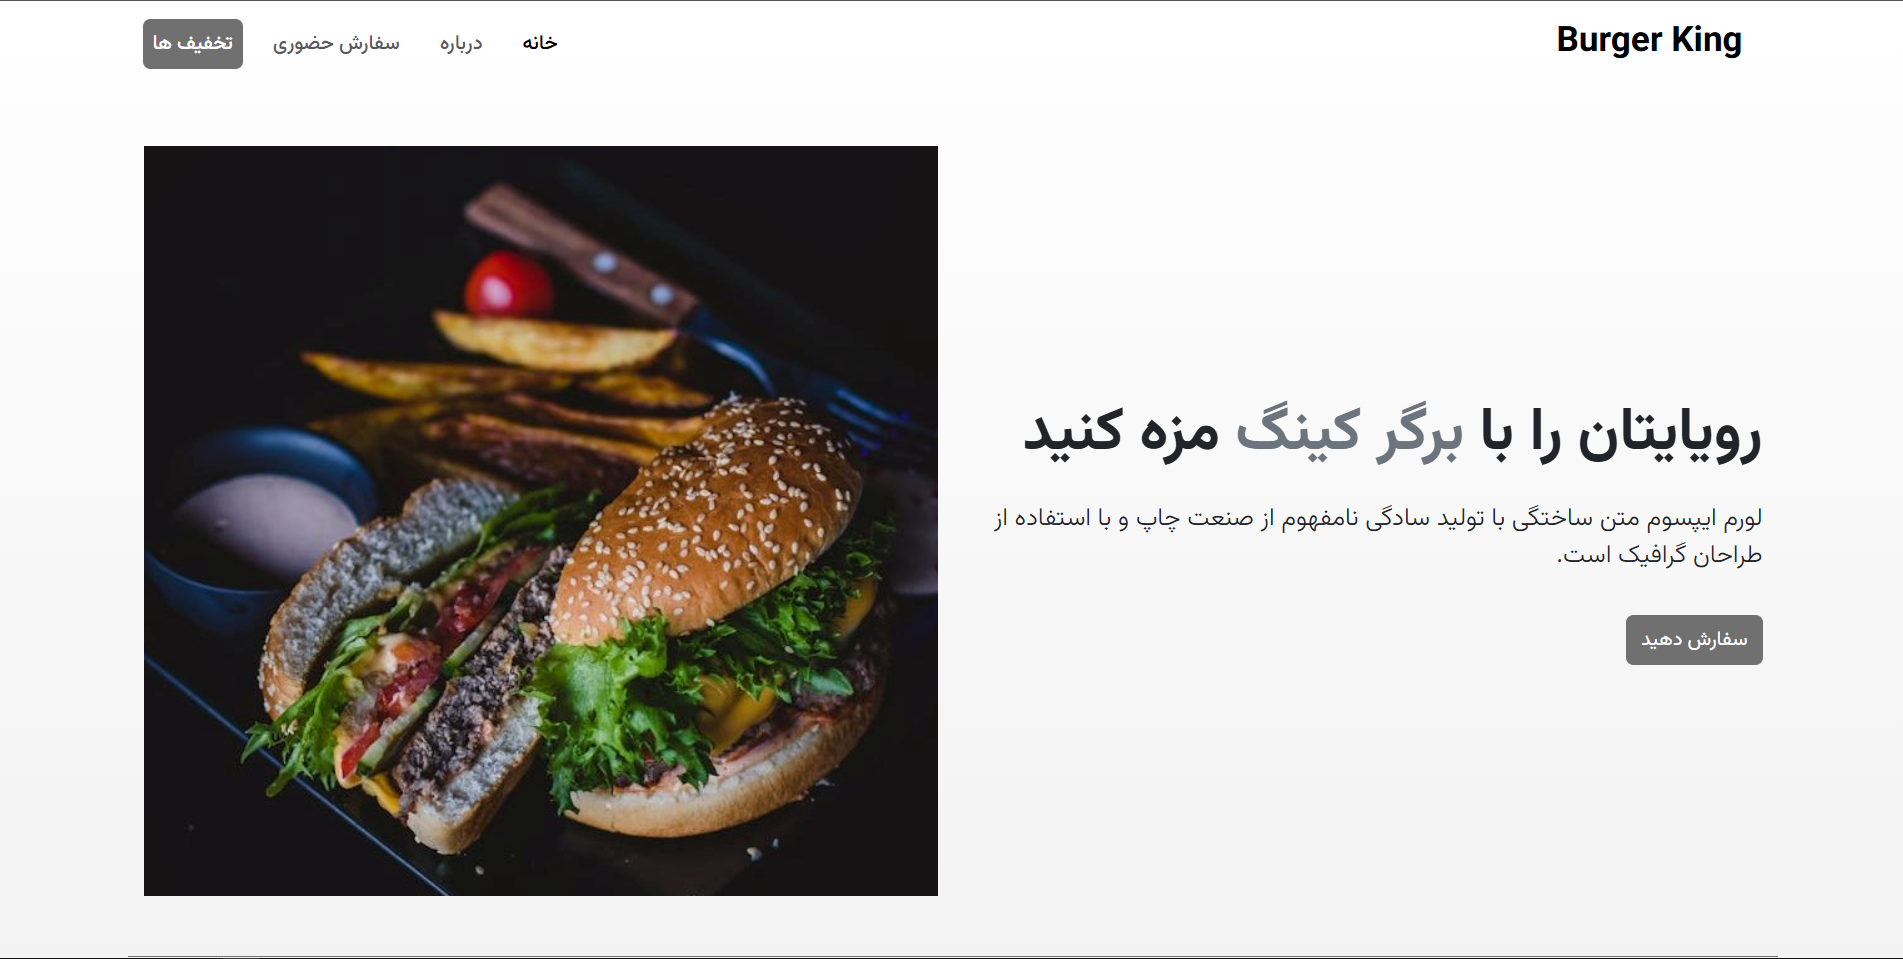 Burger King
خانه
درباره
سفارش حضوری
تخفیف ها
رویایتان را با برگر کینگ مزه کنید
لورم ایپسوم متن ساختگی با تولید سادگی نامفهوم از صنعت چاپ و با استفاده از
طراحان گرافیک است.
سفارش دهید